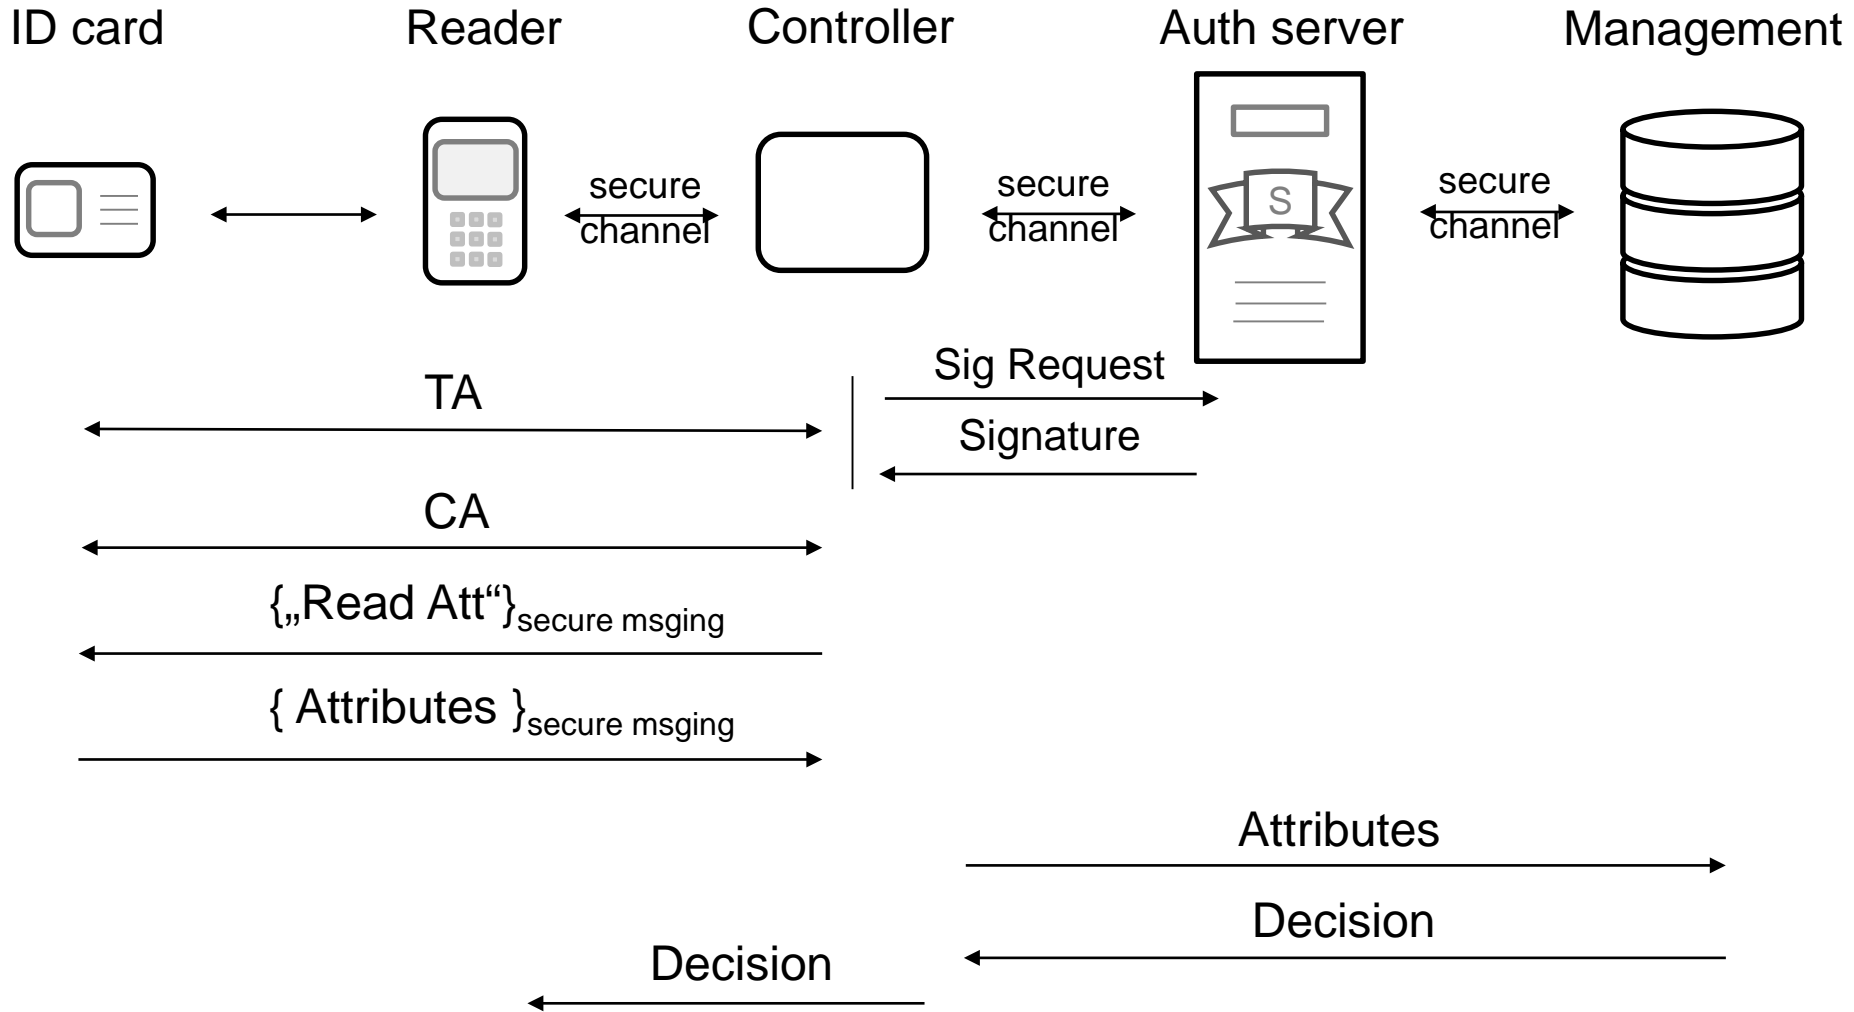 ID card
Reader
Controller
Auth server
Management
secure
channel
secure
channel
S
secure
channel
TA
Sig Request
Signature
CA
{„Read Att“}secure msging
{ Attributes }secure msging
Attributes
Decision
Decision